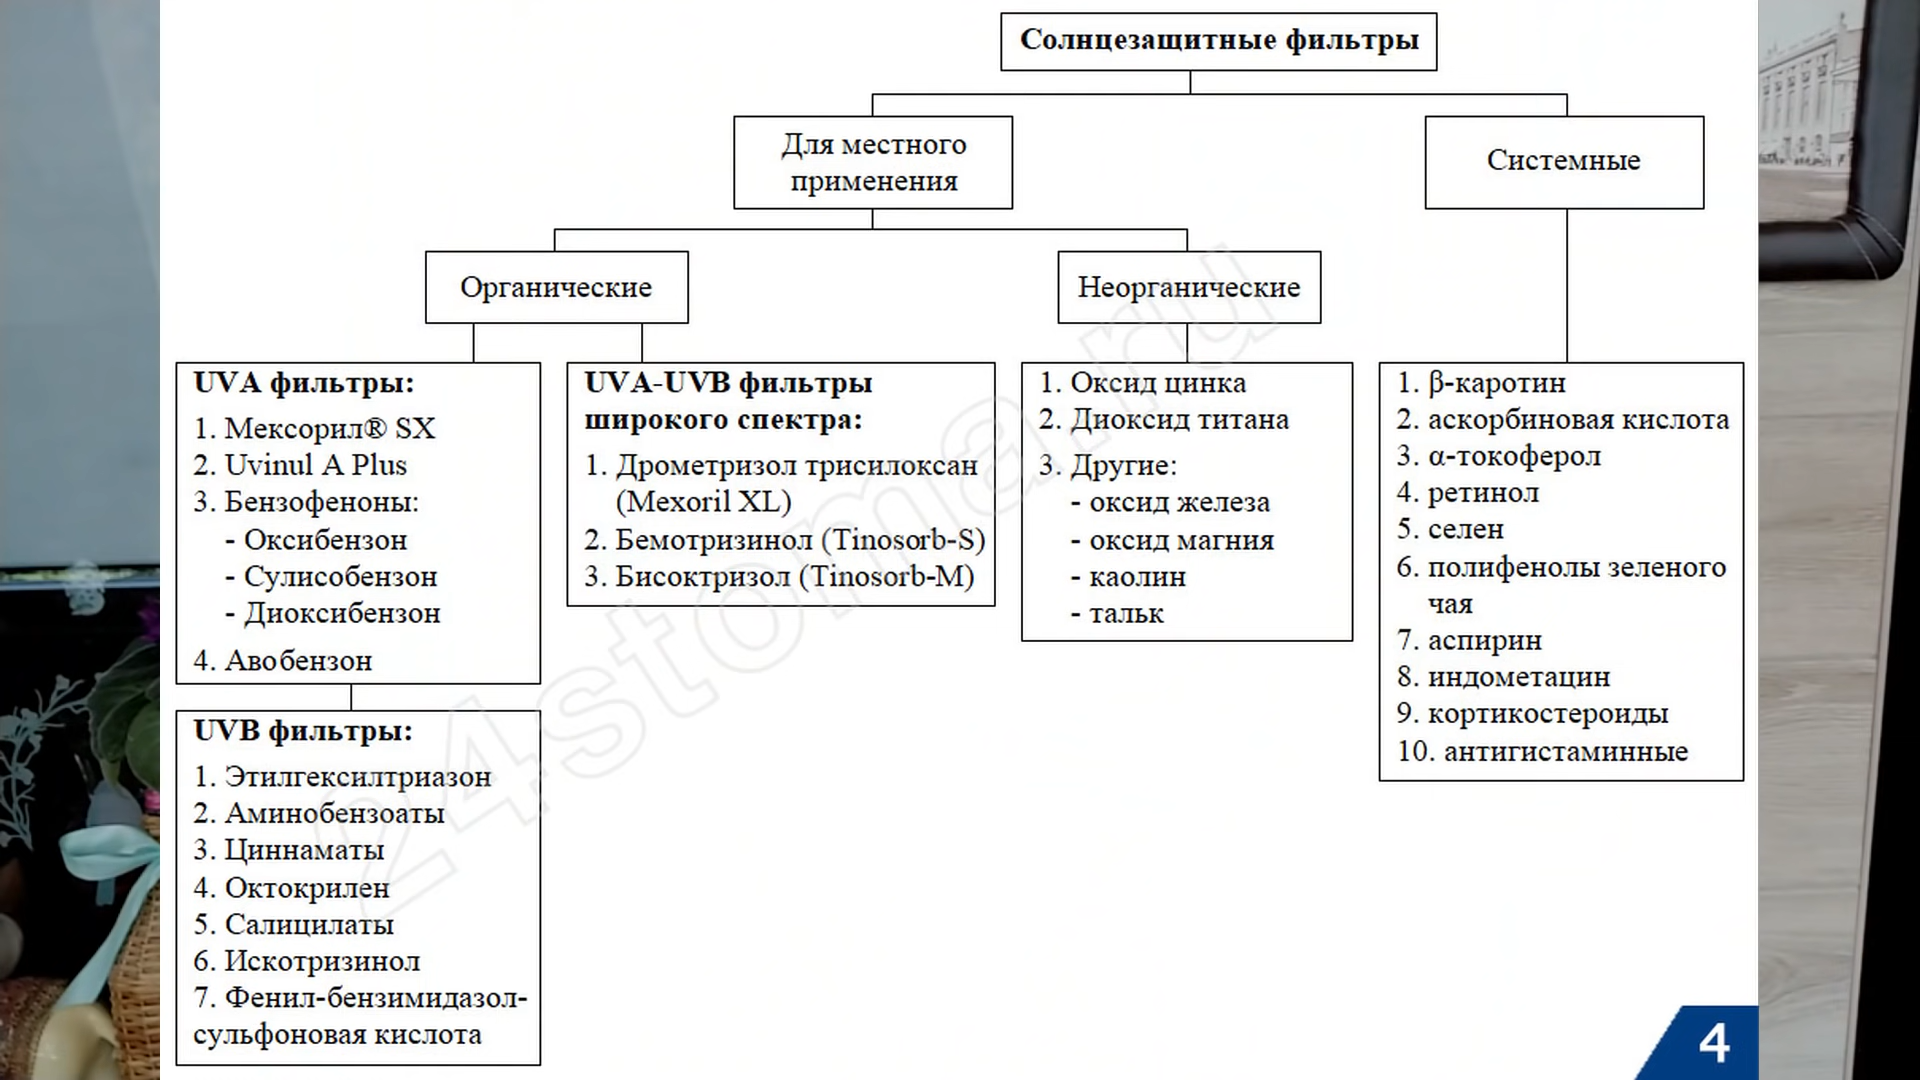 Солнцезащитные фильтры
Для местного
применения
Системные
Органические
Неорганические
UVA фильтры:
1. Мексорил® SX
2. Uvinul A Plus
3. Бензофеноны:
- Оксибензон
- Сулисобензон
- Диоксибензон
4. Авобензон
UVB фильтры:
1. Этилгексилтриазон
2. Аминобензоаты
3. Циннаматы
4. Октокрилен
5. Салицилаты
6. Искотризинол
7. Фенил-бензимидазол-
сульфоновая кислота
UVA-UVB фильтры
широкого спектра:
1. Дрометризол трисилоксан
(Mexoril XL)
2. Бемотризинол (Tinosorb-S)
3. Бисоктризол (Tinosorb-M)
1. Оксид цинка
2. Диоксид титана
3. Другие:
- оксид железа
- оксид магния
- каолин
- тальк
1. β-каротин
2. аскорбиновая кислота
3. α-токоферол
4. ретинол
5. селен
6. полифенолы зеленого
чая
7. аспирин
8. индометацин
9. кортикостероиды
10. антигистаминные
24stoma.ru
4